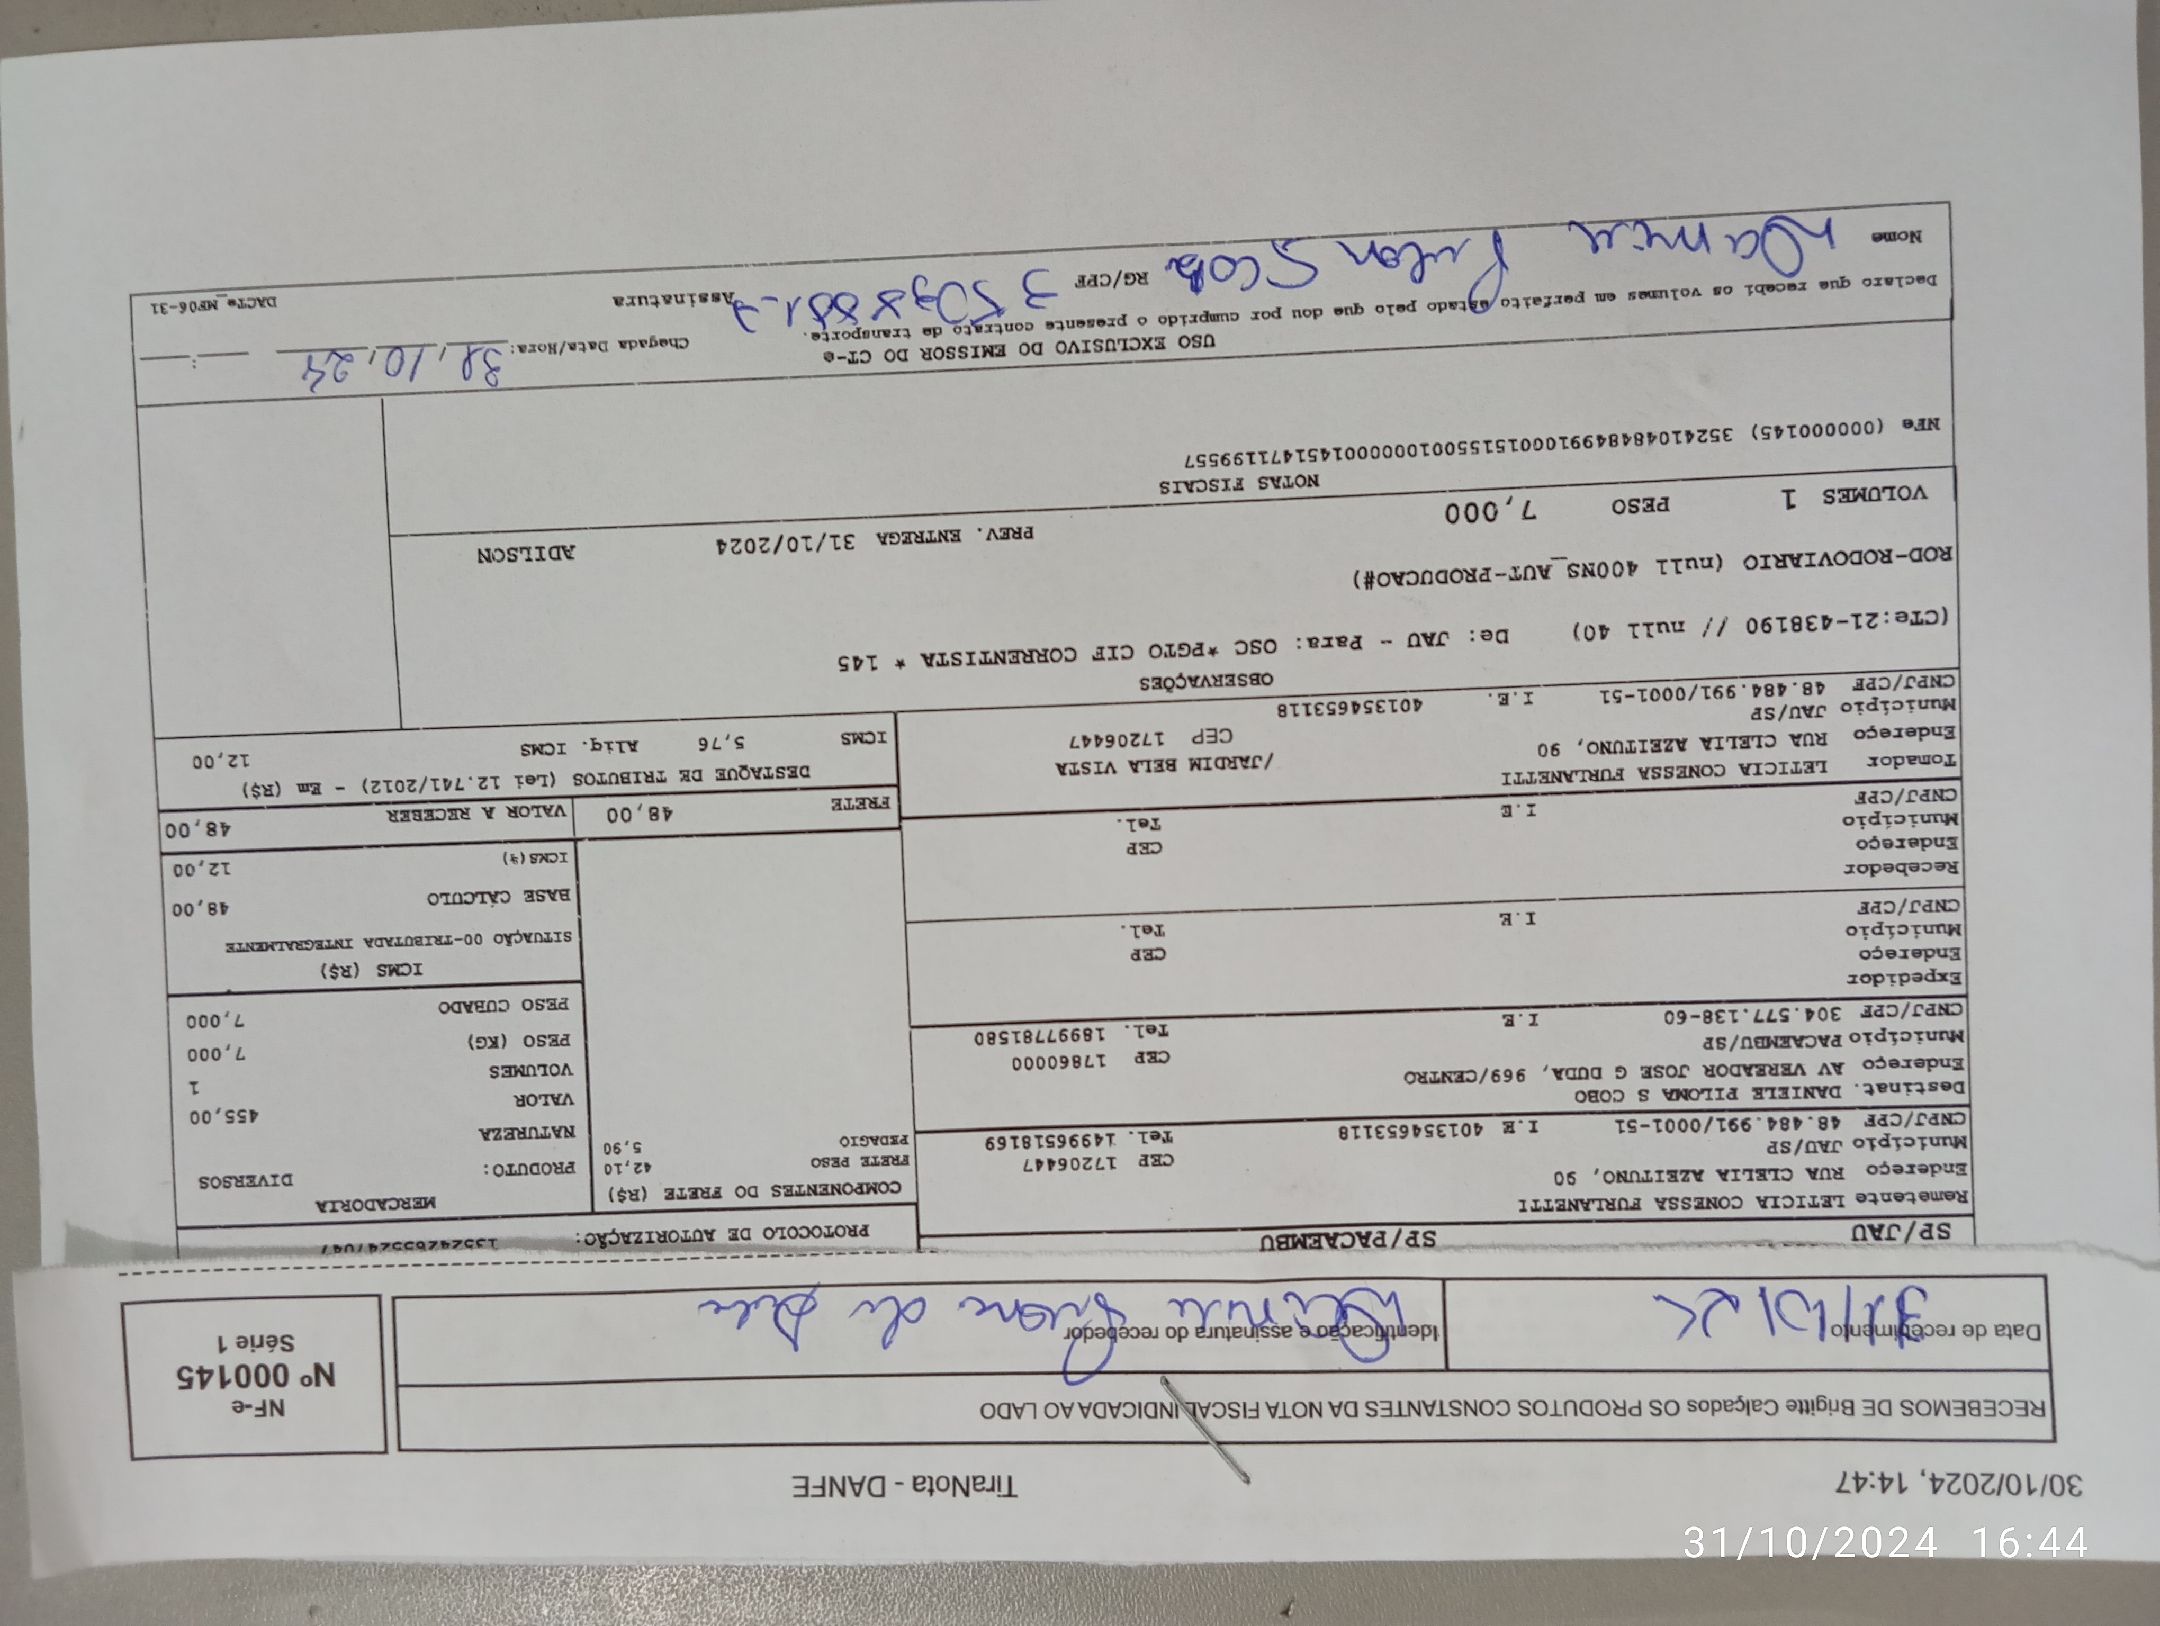 30/10/2024, 14:47 TiraNota - DANFE
RECEBEMOS DE Brigitte Calçados OS PRODUTOS CONSTANTES DA NOTA FISCAL INDICADA AO LADO
NF-e
Nº 000145
Série 1
Data de recebimento
31/10/24
Identificação e assinatura do recebedor
SP/JAU SP/PACAEMBU
PROTOCOLO DE AUTORIZAÇÃO:
Remetente LETICIA CONESSA FURLANETTI
Endereço RUA CLELIA AZEITUNO, 90 CEP 17206447
Município JAU/SP Tel. 14996518169
CNPJ/CPF 48.484.991/0001-51 I.E 401354653118
Destinat. DANIELE PILOMA S COBO
Endereço AV VEREADOR JOSE G DUDA, 969/CENTRO CEP 17860000
Município PACAEMBU/SP Tel. 18997781580
CNPJ/CPF 304.577.138-60 I.E
Expedidor
Endereço CEP
Município Tel.
CNPJ/CPF I.E
Recebedor
Endereço CEP
Município Tel.
CNPJ/CPF I.E
Tomador LETICIA CONESSA FURLANETTI
Endereço RUA CLELIA AZEITUNO, 90 /JARDIM BELA VISTA
Município JAU/SP CEP 17206447
CNPJ/CPF 48.484.991/0001-51 I.E. 401354653118
COMPONENTES DO FRETE (R$)
FRETE PESO 42,10
PEDAGIO 5,90
MERCADORIA
PRODUTO: DIVERSOS
NATUREZA
VALOR 455,00
VOLUMES 1
PESO (KG) 7,000
PESO CUBADO 7,000
ICMS (R$)
SITUAÇÃO 00-TRIBUTADA INTEGRALMENTE
BASE CÁLCULO 48,00
ICMS(%) 12,00
FRETE 48,00 VALOR A RECEBER 48,00
DESTAQUE DE TRIBUTOS (Lei 12.741/2012) - Em (R$)
ICMS 5,76 Aliq. ICMS 12,00
OBSERVAÇÕES
(CTe:21-438190 // null 40) De: JAU - Para: OSC *PGTO CIF CORRENTISTA * 145
ROD-RODOVIARIO (null 400NS_AUT-PRODUCAO#)
VOLUMES 1 PESO 7,000 PREV. ENTREGA 31/10/2024 ADILSON
NOTAS FISCAIS
NFe (000000145) 35241048484991000151550010000001451471199557
USO EXCLUSIVO DO EMISSOR DO CT-e
Declaro que recebi os volumes em perfeito estado pelo que dou por cumprido o presente contrato de transporte.
Chegada Data/Hora: 31, 10, 24 :
Nome RG/CPF Assinatura
DACTe_MF06-31
31/10/2024 16:44